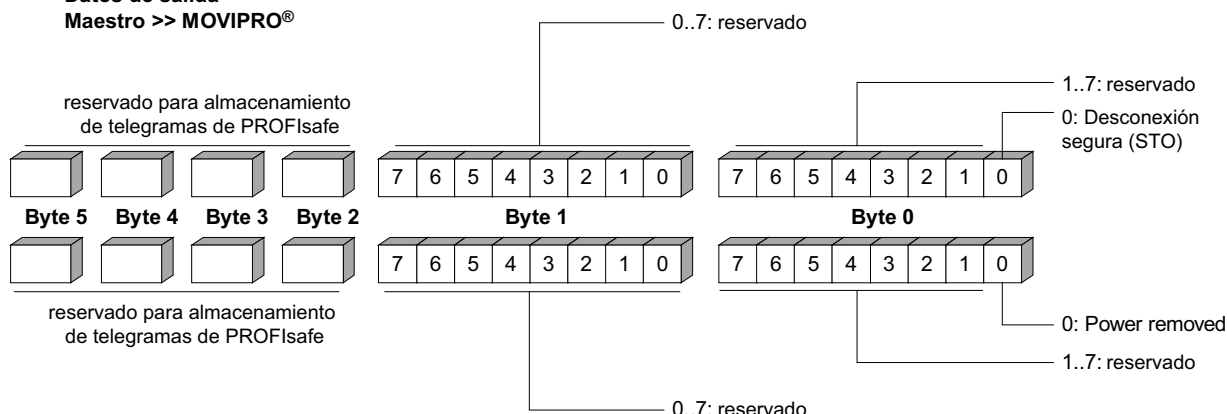 Datos de salida
Maestro >> MOVIPRO®
0..7: reservado
1..7: reservado
reservado para almacenamiento
de telegramas de PROFIsafe
0: Desconexión
segura (STO)
7 6 5 4 3 2 1 0 7 6 5 4 3 2 1 0
Byte 5 Byte 4 Byte 3 Byte 2 Byte 1 Byte 0
7 6 5 4 3 2 1 0 7 6 5 4 3 2 1 0
reservado para almacenamiento
de telegramas de PROFIsafe
0: Power removed
1..7: reservado
0..7: reservado